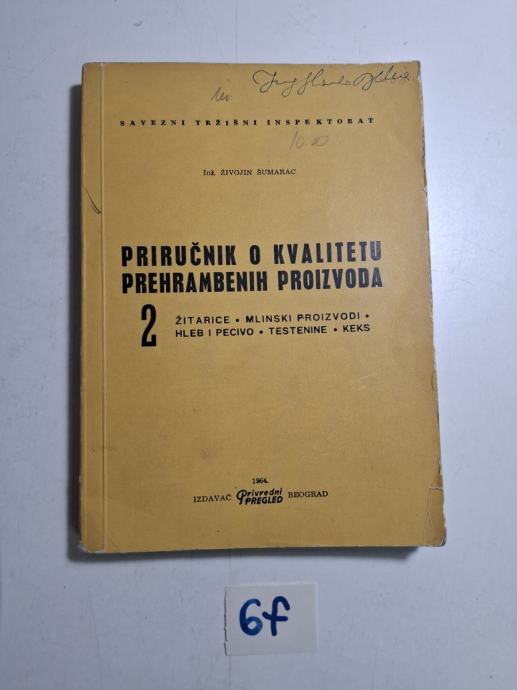 SAVEZNI TRŽIŠNI INSPEKTORAT
Inž. ŽIVOJIN ŠUMARAC
PRIRUČNIK O KVALITETU
PREHRAMBENIH PROIZVODA
2 ŽITARICE • MLINSKI PROIZVODI •
HLEB I PECIVO • TESTENINE • KEKS
1964.
IZDAVAČ Privredni PREGLED BEOGRAD
6f